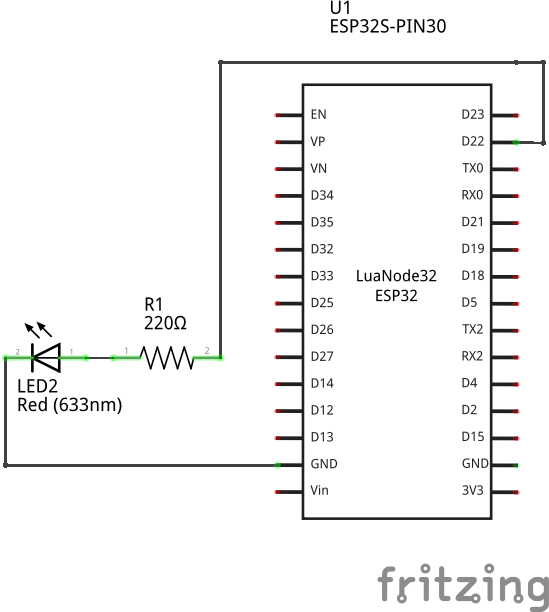 U1
ESP32S-PIN30
EN
D23
VP
D22
VN
TX0
D34
RX0
D35
D21
D32
D19
D33
D18
LuaNode32
ESP32
D25
D5
D26
TX2
D27
RX2
D14
D4
D12
D2
D13
D15
GND
GND
Vin
3V3
R1
220Ω
1
2
2
1
LED2
Red (633nm)
fritzing